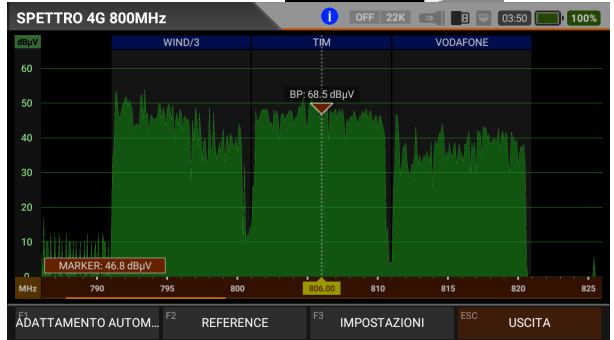 SPETTRO 4G 800MHz
OFF 22K 03:50 100%
dBµV WIND/3 TIM VODAFONE
60
BP: 68.5 dBµV
50
40
30
20
10
0
MARKER: 46.8 dBµV
MHz 790 795 800 806.00 810 815 820 825
F1 ADATTAMENTO AUTOM... F2 REFERENCE F3 IMPOSTAZIONI ESC USCITA